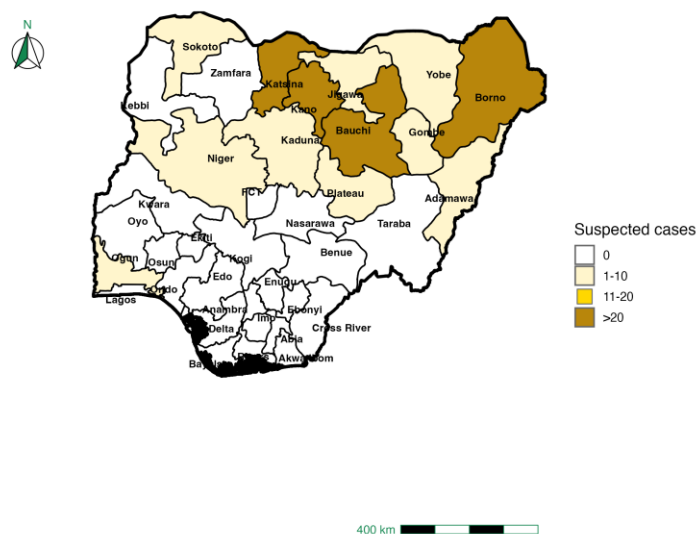 N
Sokoto
Zamfara
Yobe
Katsina
Jigawa
Borno
Kebbi
Kano
Bauchi
Gombe
Kaduna
Niger
FCT
Plateau
Adamawa
Kwara
Oyo
Nasarawa
Taraba
Ekiti
Benue
Ogun
Osun
Kogi
Edo
Enugu
Ondo
Lagos
Anambra
Ebonyi
Imo
Delta
Cross River
Abia
Rivers
Akwa Ibom
Bayelsa
Suspected cases
0
1-10
11-20
>20
400 km